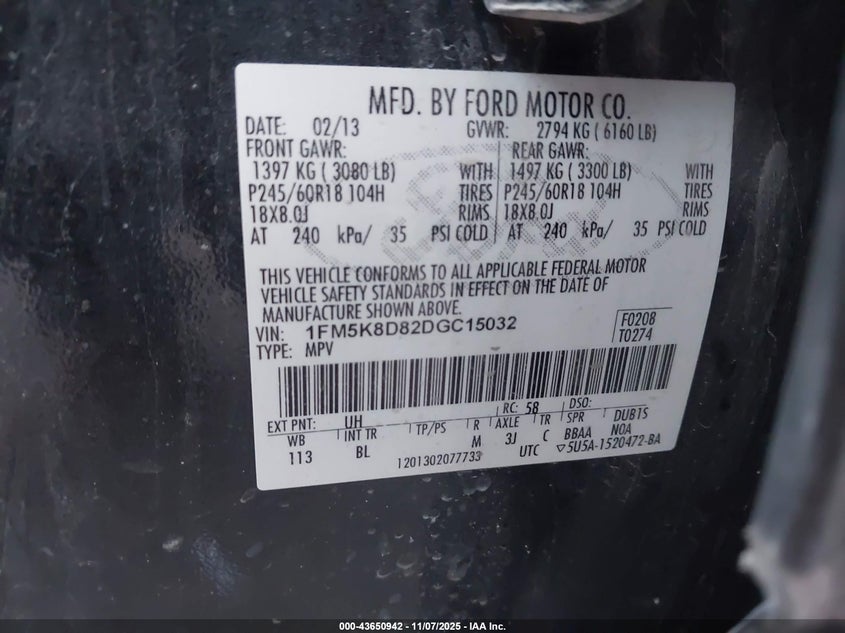 MFD. BY FORD MOTOR CO.
DATE: 02/13 GVWR: 2794 KG ( 6160 LB)
FRONT GAWR: REAR GAWR:
1397 KG ( 3080 LB) WITH 1497 KG ( 3300 LB) WITH
P245/60R18 104H TIRES P245/60R18 104H TIRES
18X8.0J RIMS 18X8.0J RIMS
AT 240 kPa/ 35 PSI COLD AT 240 kPa/ 35 PSI COLD
THIS VEHICLE CONFORMS TO ALL APPLICABLE FEDERAL MOTOR
VEHICLE SAFETY STANDARDS IN EFFECT ON THE DATE OF
MANUFACTURE SHOWN ABOVE.
VIN: 1FM5K8D82DGC15032 F0208
TYPE: MPV T0274
EXT PNT: UH RC: 58 DSO:
WB INT TR TP/PS R AXLE TR SPR DUB1S
113 BL M 3J C BBAA NOA
1201302077733 UTC ▽5U5A-1520472-BA
000-43650942 - 11/07/2025 - IAA Inc.